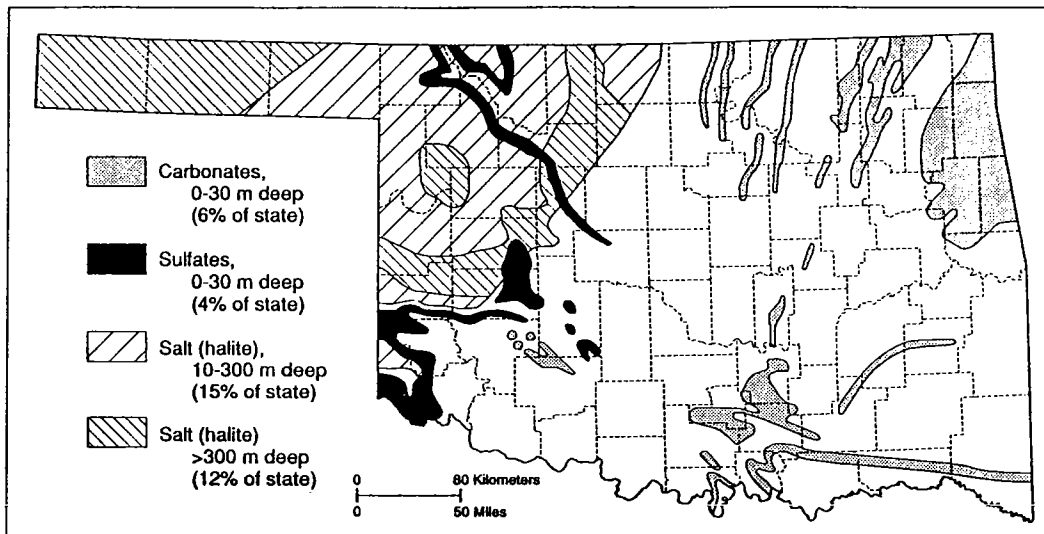 Carbonates,
0-30 m deep
(6% of state)
Sulfates,
0-30 m deep
(4% of state)
Salt (halite),
10-300 m deep
(15% of state)
Salt (halite)
>300 m deep
(12% of state)
0 80 Kilometers
0 50 Miles